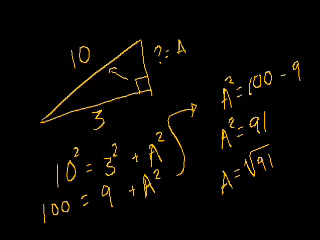 10
?=A
3
10² = 3² + A²
100 = 9 + A²
A²=100-9
A²=91
A=√91